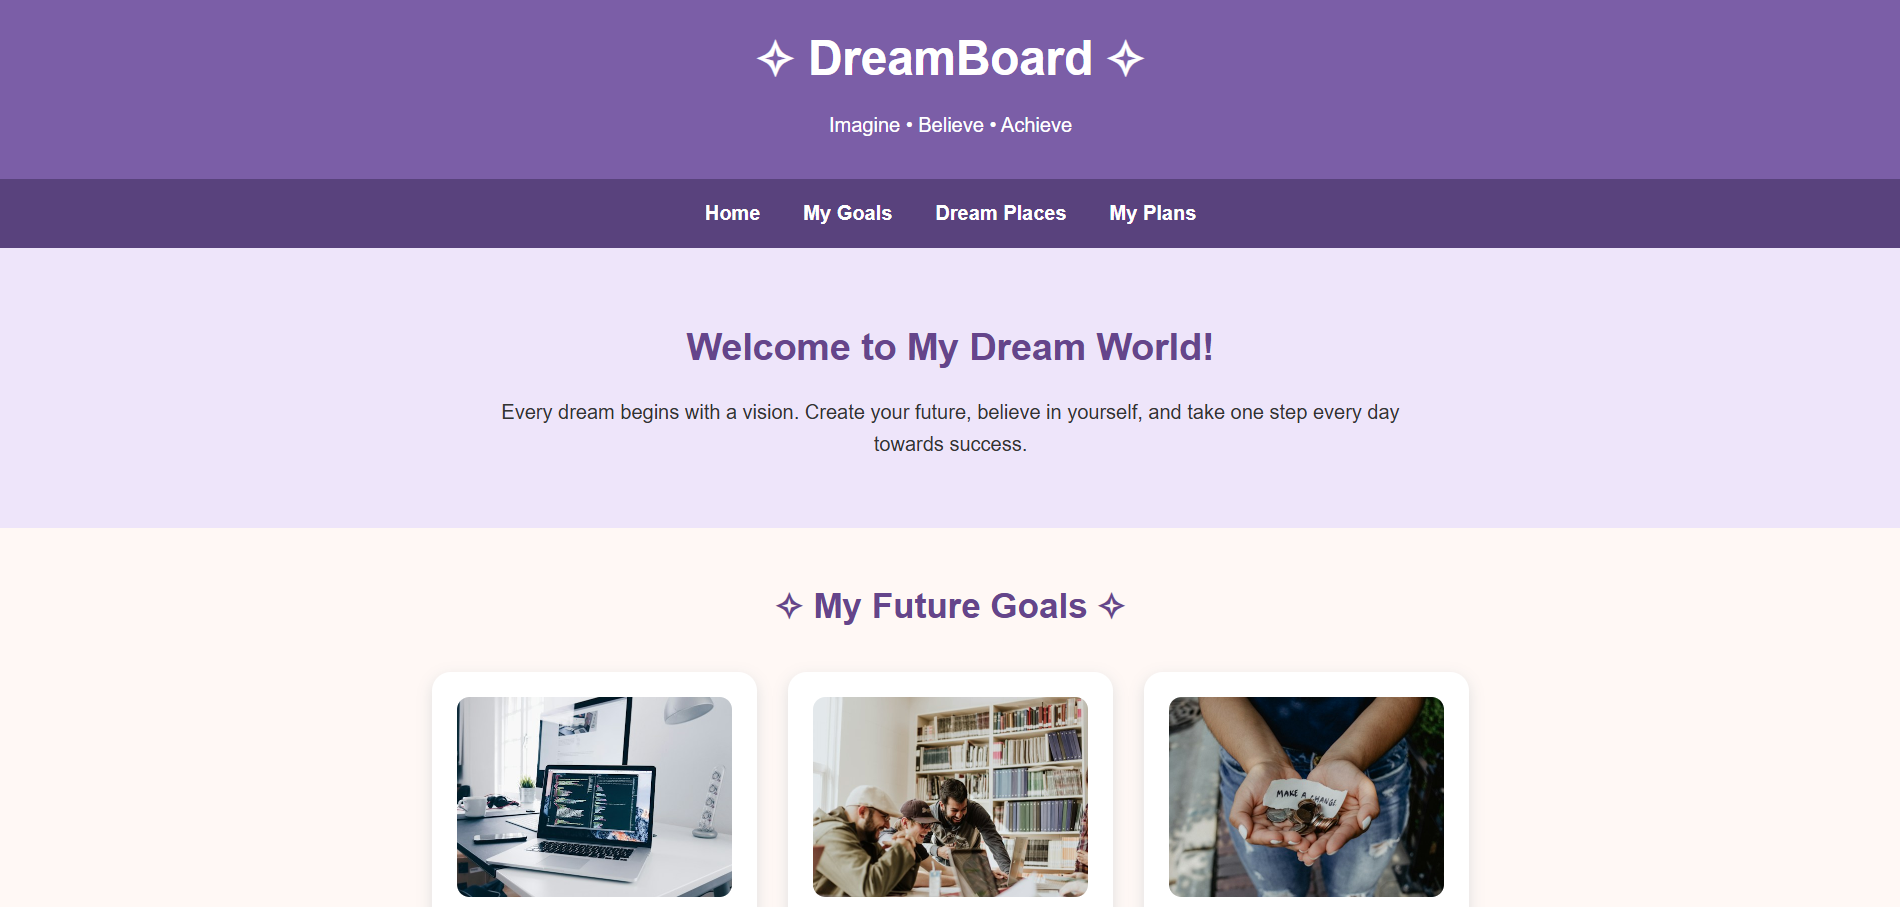 ✧ DreamBoard ✧
Imagine • Believe • Achieve
Home My Goals Dream Places My Plans
Welcome to My Dream World!
Every dream begins with a vision. Create your future, believe in yourself, and take one step every day
towards success.
✧ My Future Goals ✧
MAKE A CHANGE